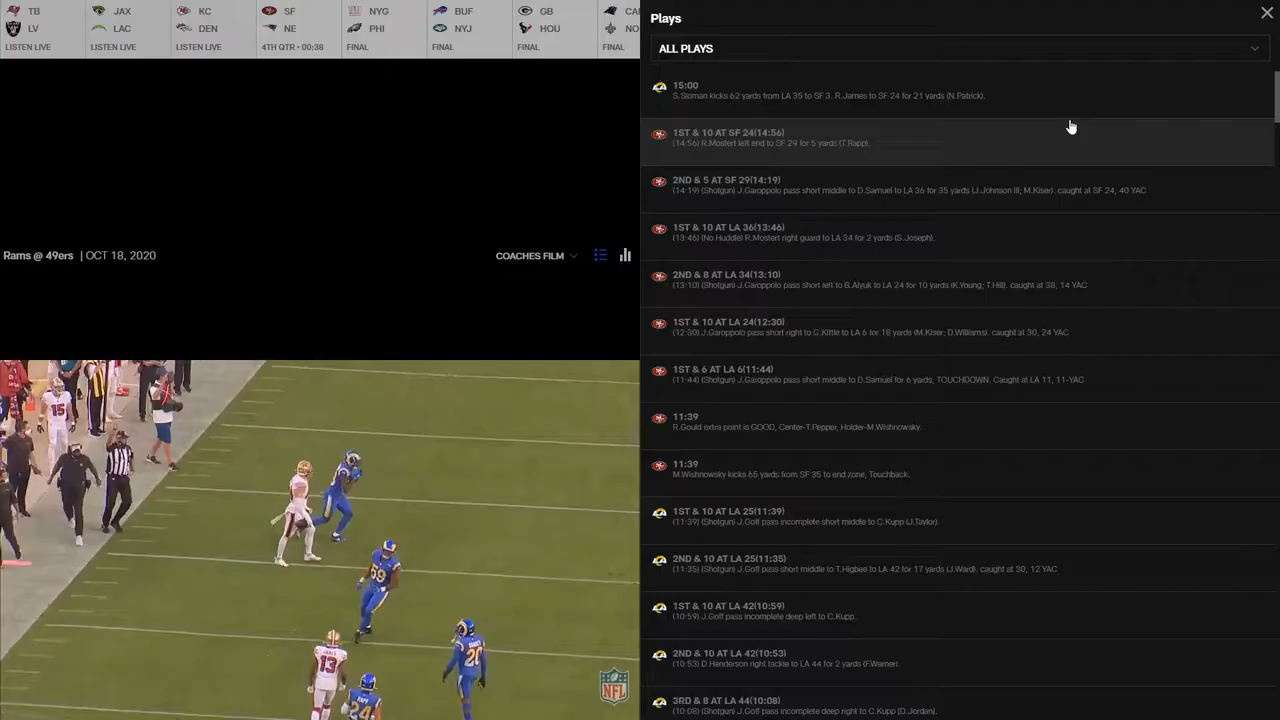 TB
LV
LISTEN LIVE
JAX
LAC
LISTEN LIVE
KC
DEN
LISTEN LIVE
SF
NE
4TH QTR • 00:38
NYG
PHI
FINAL
BUF
NYJ
FINAL
GB
HOU
FINAL
CA
NO
FINAL
Rams @ 49ers | OCT 18, 2020
COACHES FILM
Plays
ALL PLAYS
15:00
S.Sloman kicks 62 yards from LA 35 to SF 3. R.James to SF 24 for 21 yards (N.Patrick).
1ST & 10 AT SF 24(14:56)
(14:56) R.Mostert left end to SF 29 for 5 yards (T.Rapp).
2ND & 5 AT SF 29(14:19)
(14:19) (Shotgun) J.Garoppolo pass short middle to D.Samuel to LA 36 for 35 yards (J.Johnson III; M.Kiser). caught at SF 24, 40 YAC
1ST & 10 AT LA 36(13:46)
(13:46) (No Huddle) R.Mostert right guard to LA 34 for 2 yards (S.Joseph).
2ND & 8 AT LA 34(13:10)
(13:10) (Shotgun) J.Garoppolo pass short left to B.Aiyuk to LA 24 for 10 yards (K.Young; T.Hill). caught at 38, 14 YAC
1ST & 10 AT LA 24(12:30)
(12:30) J.Garoppolo pass short right to G.Kittle to LA 6 for 18 yards (M.Kiser; D.Williams). caught at 30, 24 YAC
1ST & 6 AT LA 6(11:44)
(11:44) (Shotgun) J.Garoppolo pass short middle to D.Samuel for 6 yards, TOUCHDOWN. Caught at LA 11, 11-YAC
11:39
R.Gould extra point is GOOD, Center-T.Pepper, Holder-M.Wishnowsky.
11:39
M.Wishnowsky kicks 65 yards from SF 35 to end zone, Touchback.
1ST & 10 AT LA 25(11:39)
(11:39) (Shotgun) J.Goff pass incomplete short middle to C.Kupp (J.Taylor).
2ND & 10 AT LA 25(11:35)
(11:35) (Shotgun) J.Goff pass short middle to T.Higbee to LA 42 for 17 yards (J.Ward). caught at 30, 12 YAC
1ST & 10 AT LA 42(10:59)
(10:59) J.Goff pass incomplete deep left to C.Kupp.
2ND & 10 AT LA 42(10:53)
(10:53) D.Henderson right tackle to LA 44 for 2 yards (F.Warner).
3RD & 8 AT LA 44(10:08)
(10:08) (Shotgun) J.Goff pass incomplete deep right to C.Kupp [D.Jordan].
15
59
13
20
24
NFL